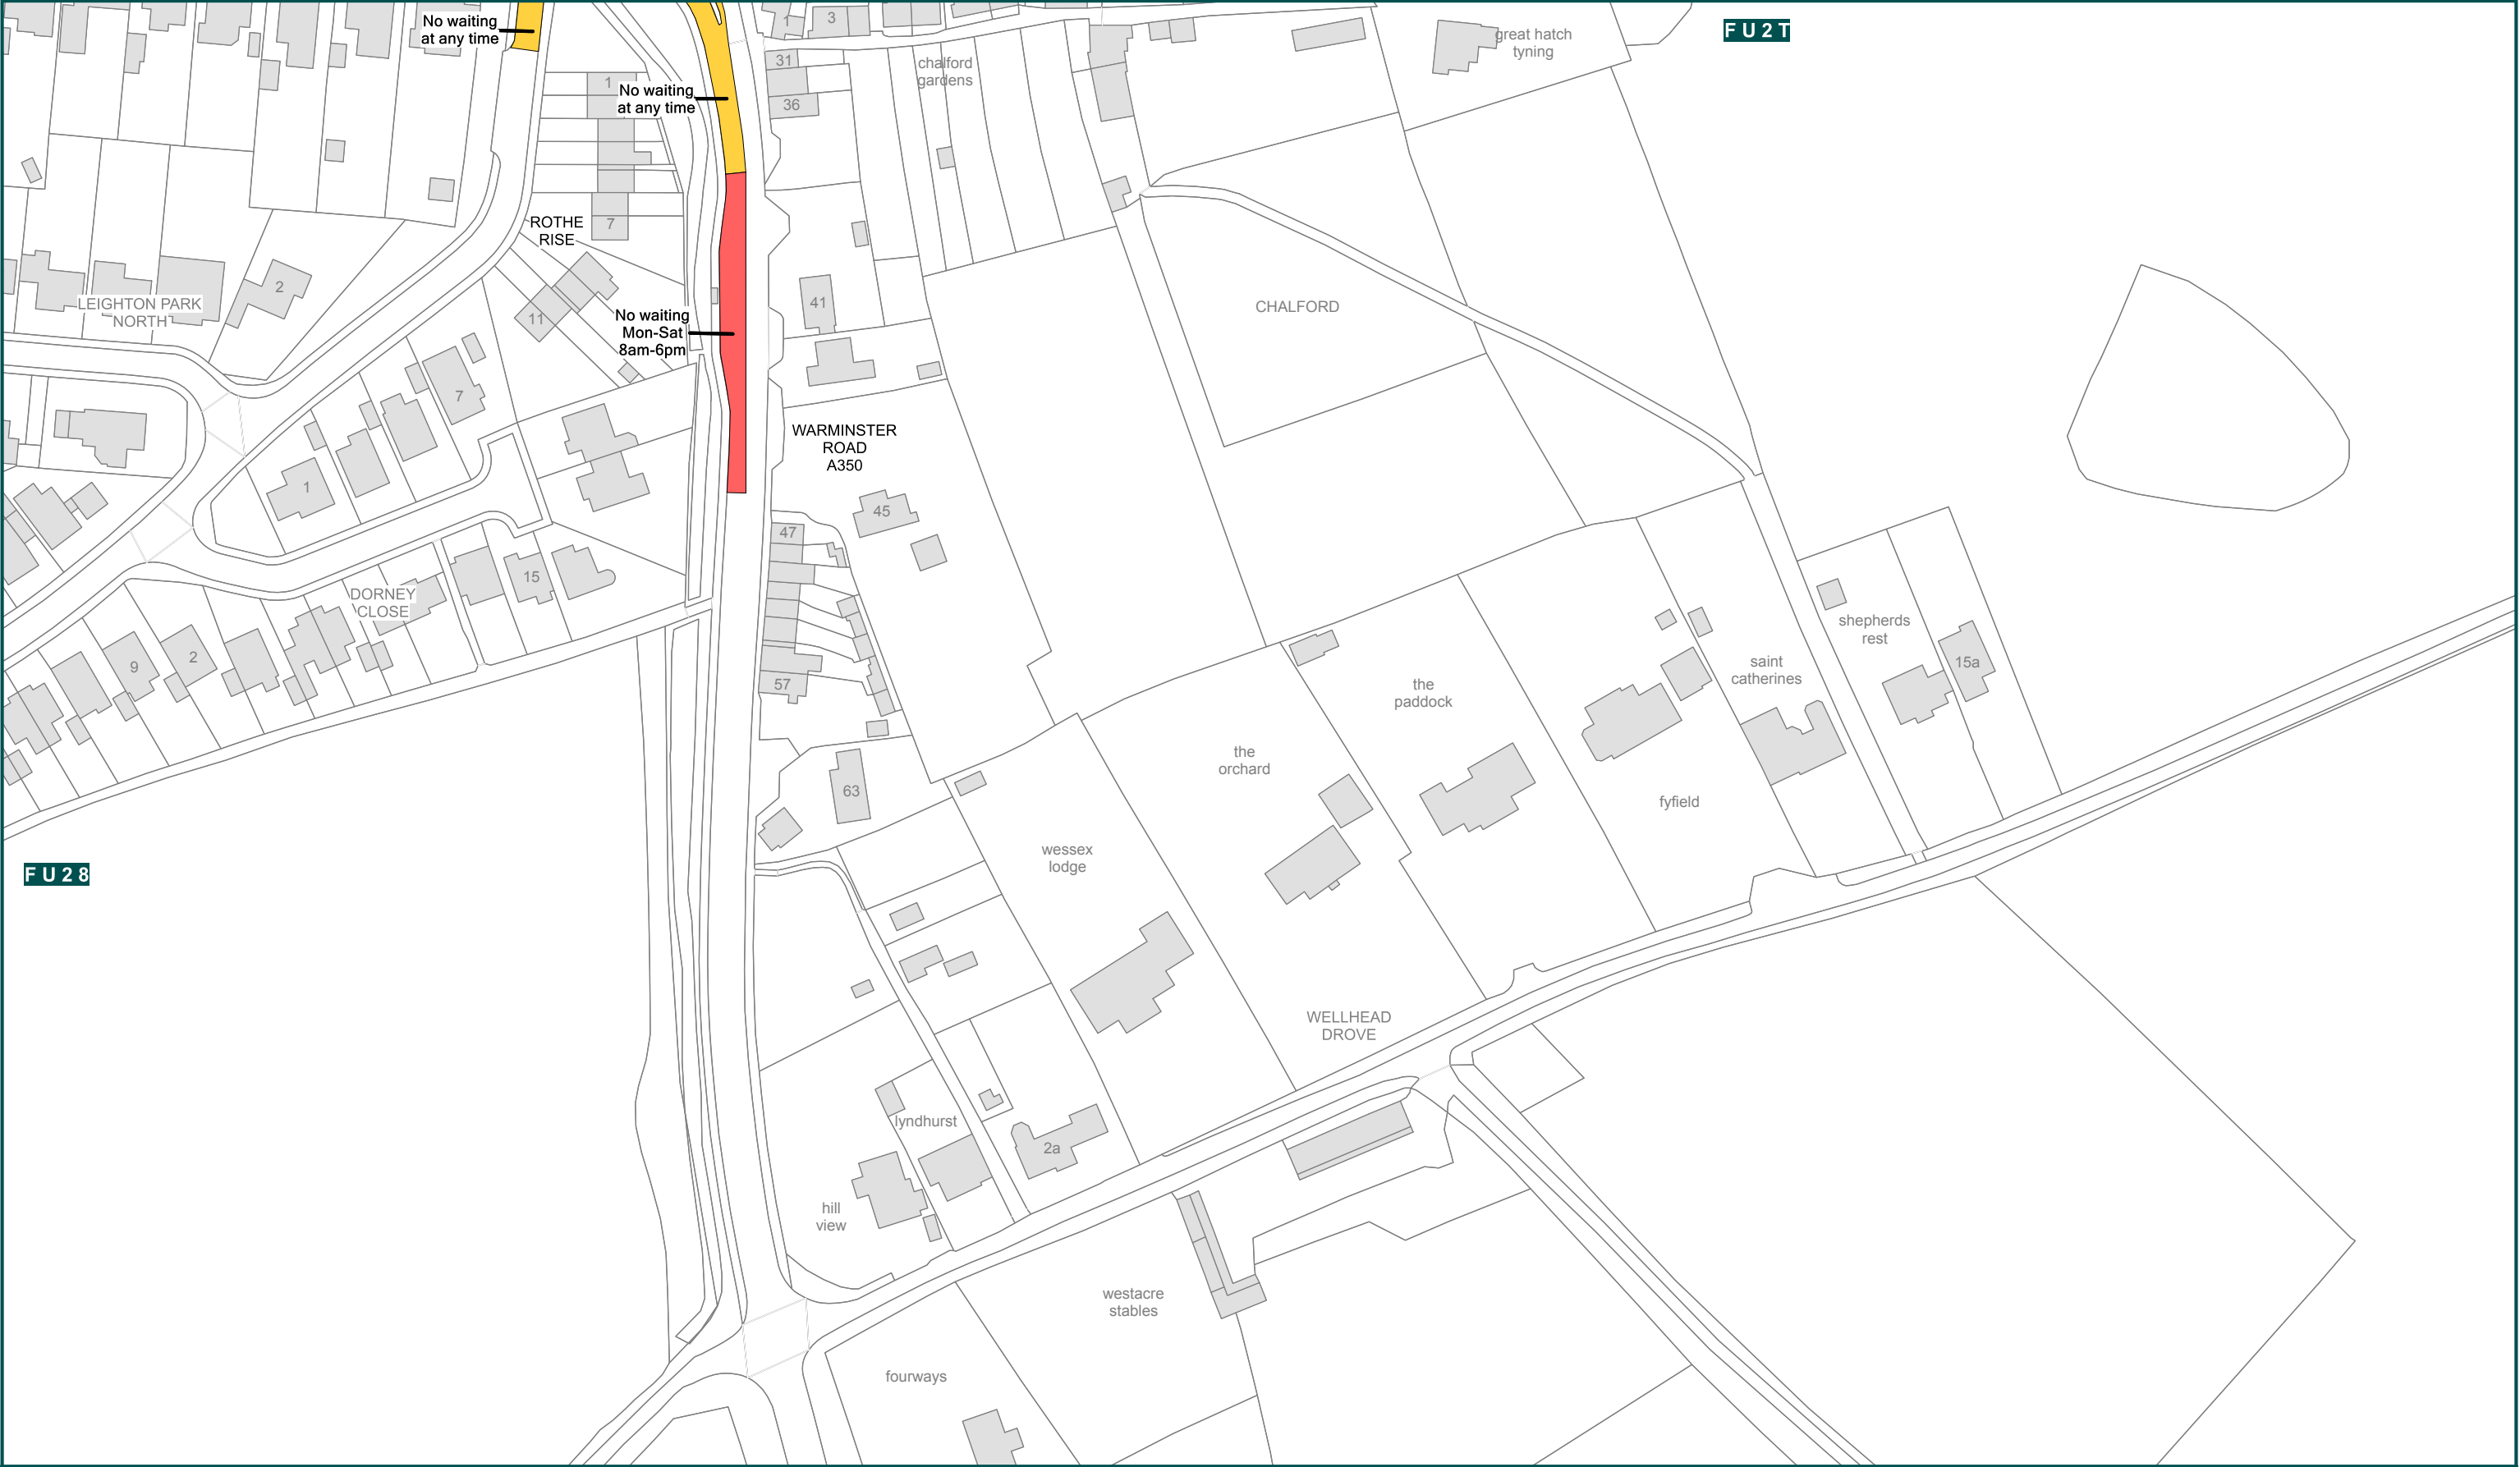 No waiting
at any time
1
3
F U 2 T
great hatch
tyning
31
chalford
gardens
1
No waiting
at any time
36
ROTHE
RISE
7
2
LEIGHTON PARK
NORTH
11
41
CHALFORD
No waiting
Mon-Sat
8am-6pm
7
WARMINSTER
ROAD
A350
1
45
47
15
DORNEY
CLOSE
shepherds
rest
9
2
57
saint
catherines
15a
the
paddock
the
orchard
63
fyfield
wessex
lodge
F U 2 8
WELLHEAD
DROVE
lyndhurst
2a
hill
view
westacre
stables
fourways